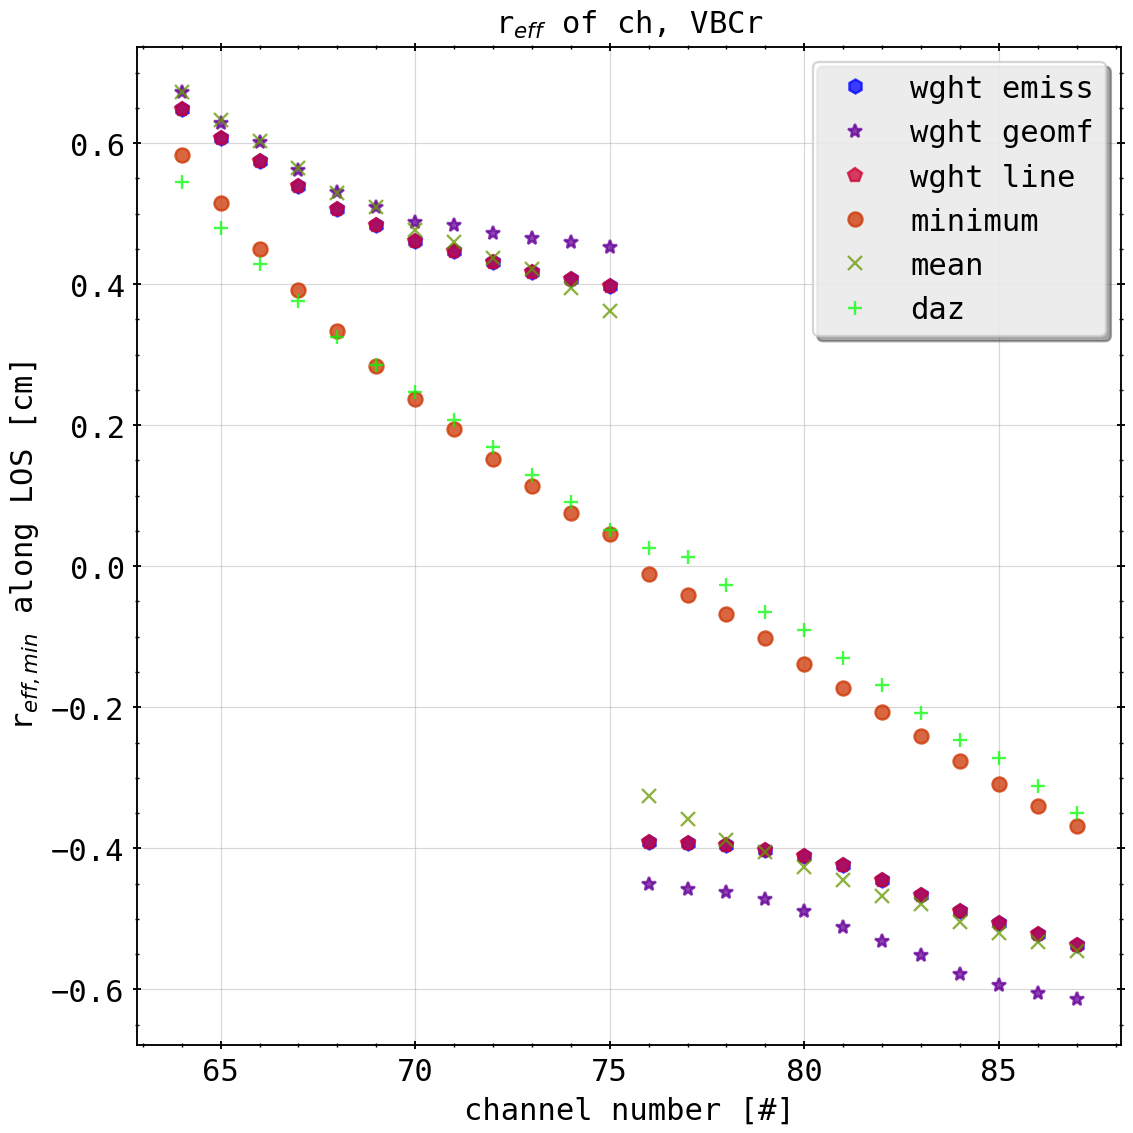 r_eff of ch, VBCr
wght emiss
wght geomf
wght line
minimum
mean
daz
r_eff,min along LOS [cm]
0.6
0.4
0.2
0.0
−0.2
−0.4
−0.6
65 70 75 80 85
channel number [#]